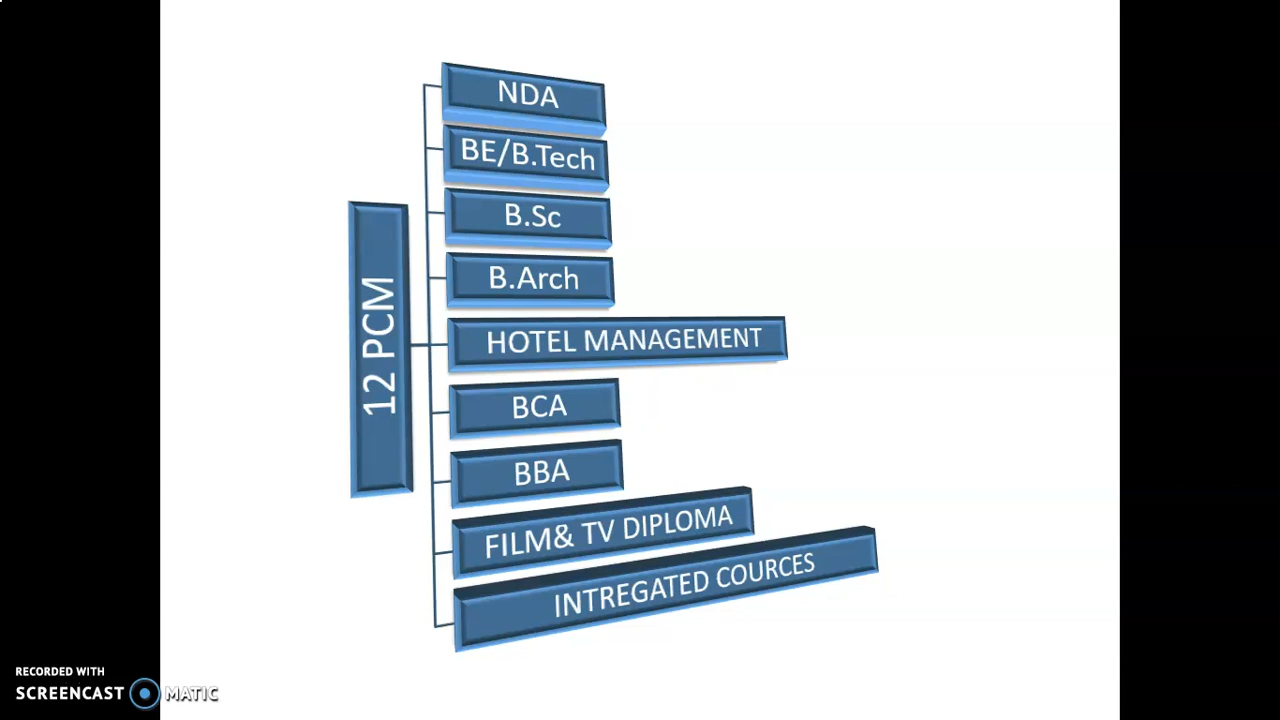 NDA
BE/B.Tech
B.Sc
B.Arch
12 PCM
HOTEL MANAGEMENT
BCA
BBA
FILM& TV DIPLOMA
INTREGATED COURCES
RECORDED WITH
SCREENCAST MATIC